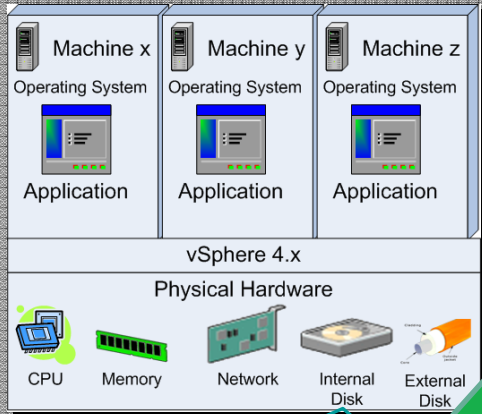 Machine x
Machine y
Machine z
Operating System
Operating System
Operating System
Application
Application
Application
vSphere 4.x
Physical Hardware
CPU
Memory
Network
Internal
Disk
External
Disk